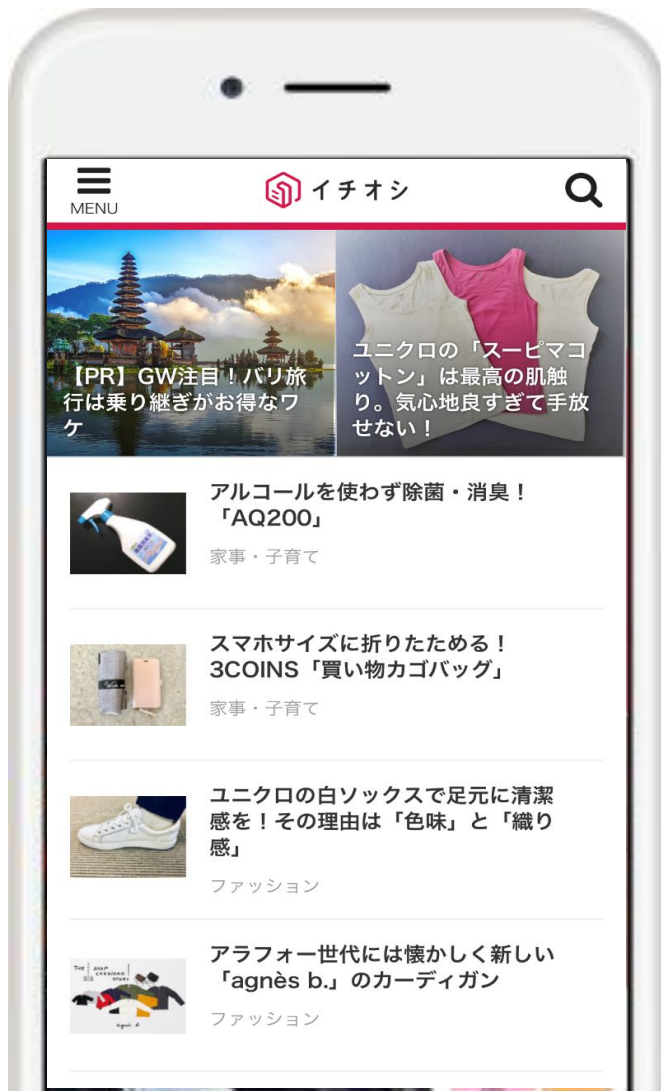 MENU
イチオシ
【PR】GW注目！バリ旅
行は乗り継ぎがお得なワ
ケ
ユニクロの「スーピマコ
ットン」は最高の肌触
り。気心地良すぎて手放
せない！
アルコールを使わず除菌・消臭！
「AQ200」
家事・子育て
スマホサイズに折りたためる！
3COINS「買い物カゴバッグ」
家事・子育て
ユニクロの白ソックスで足元に清潔
感を！その理由は「色味」と「織り
感」
ファッション
アラフォー世代には懐かしく新しい
「agnès b.」のカーディガン
ファッション
THE
SNAP
CARDIGAN
STORY
agnès b.